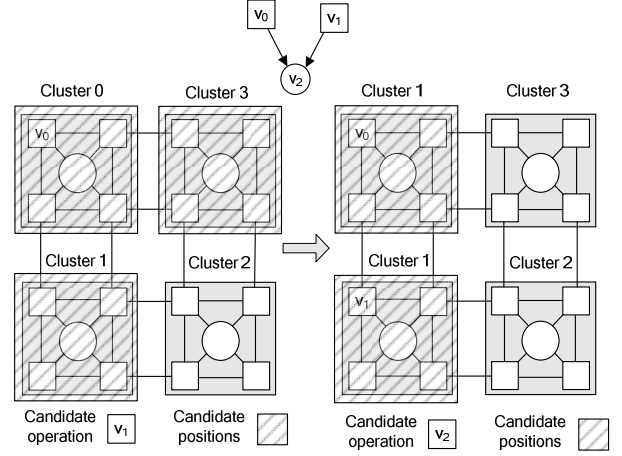 v0 v1
v2
Cluster 0 Cluster 3 Cluster 1 Cluster 3
v0 v0
Cluster 1 Cluster 2 Cluster 1 Cluster 2
v1
Candidate operation v1 Candidate positions
Candidate operation v2 Candidate positions